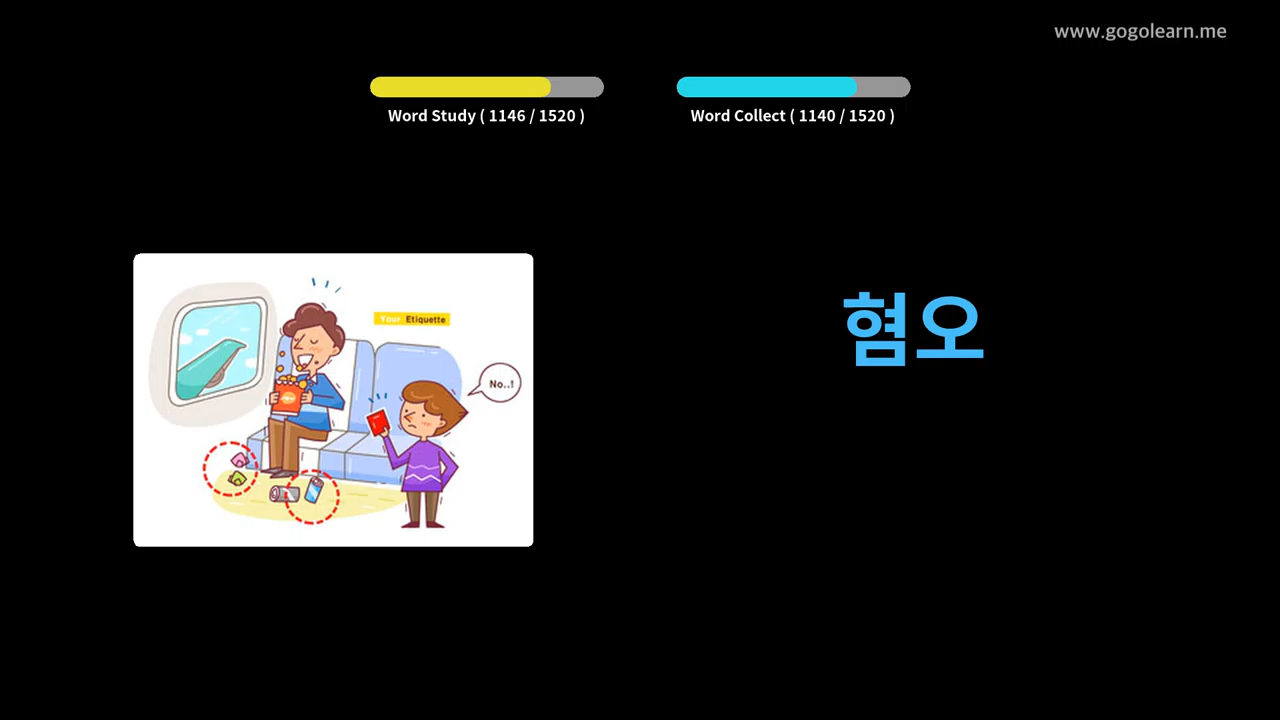 www.gogolearn.me
Word Study ( 1146 / 1520 )
Word Collect ( 1140 / 1520 )
혐오
Your Etiquette
No..!